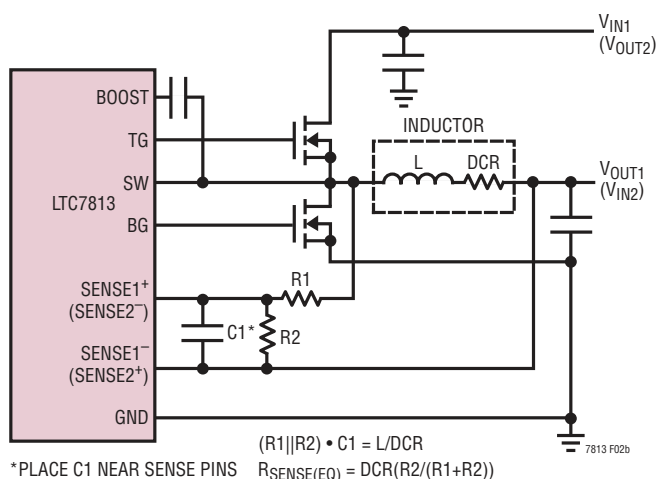 VIN1
(VOUT2)
BOOST
INDUCTOR
TG
L
DCR
SW
VOUT1
(VIN2)
LTC7813
BG
R1
SENSE1+
(SENSE2–)
C1*
R2
SENSE1–
(SENSE2+)
GND
(R1||R2) • C1 = L/DCR
7813 F02b
*PLACE C1 NEAR SENSE PINS
RSENSE(EQ) = DCR(R2/(R1+R2))